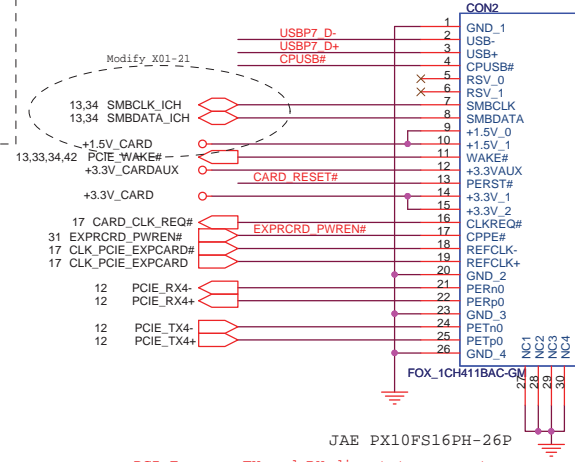 CON2
1 GND_1
USBP7_D- 2 USB-
USBP7_D+ 3 USB+
CPUSB# 4 CPUSB#
Modify X01-21
5 RSV_0
6 RSV_1
13,34 SMBCLK_ICH 7 SMBCLK
13,34 SMBDATA_ICH 8 SMBDATA
9 +1.5V_0
+1.5V_CARD 10 +1.5V_1
13,33,34,42 PCIE_WAKE# 11 WAKE#
+3.3V_CARDAUX 12 +3.3VAUX
CARD_RESET# 13 PERST#
+3.3V_CARD 14 +3.3V_1
15 +3.3V_2
17 CARD_CLK_REQ# 16 CLKREQ#
31 EXPRCRD_PWREN# EXPRCRD_PWREN# 17 CPPE#
17 CLK_PCIE_EXPCARD# 18 REFCLK-
17 CLK_PCIE_EXPCARD 19 REFCLK+
20 GND_2
12 PCIE_RX4- 21 PERn0
12 PCIE_RX4+ 22 PERp0
23 GND_3
12 PCIE_TX4- 24 PETn0
12 PCIE_TX4+ 25 PETp0
26 GND_4
NC1 NC2 NC3 NC4
FOX_1CH411BAC-GM
27 28 29 30
JAE PX10FS16PH-26P